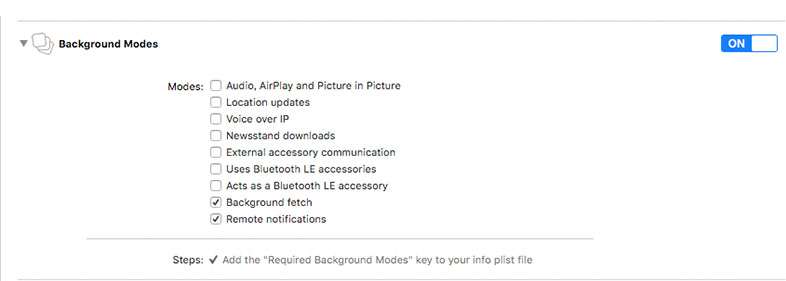 Background Modes
ON
Modes: Audio, AirPlay and Picture in Picture
Location updates
Voice over IP
Newsstand downloads
External accessory communication
Uses Bluetooth LE accessories
Acts as a Bluetooth LE accessory
Background fetch
Remote notifications
Steps: ✔ Add the "Required Background Modes" key to your info plist file